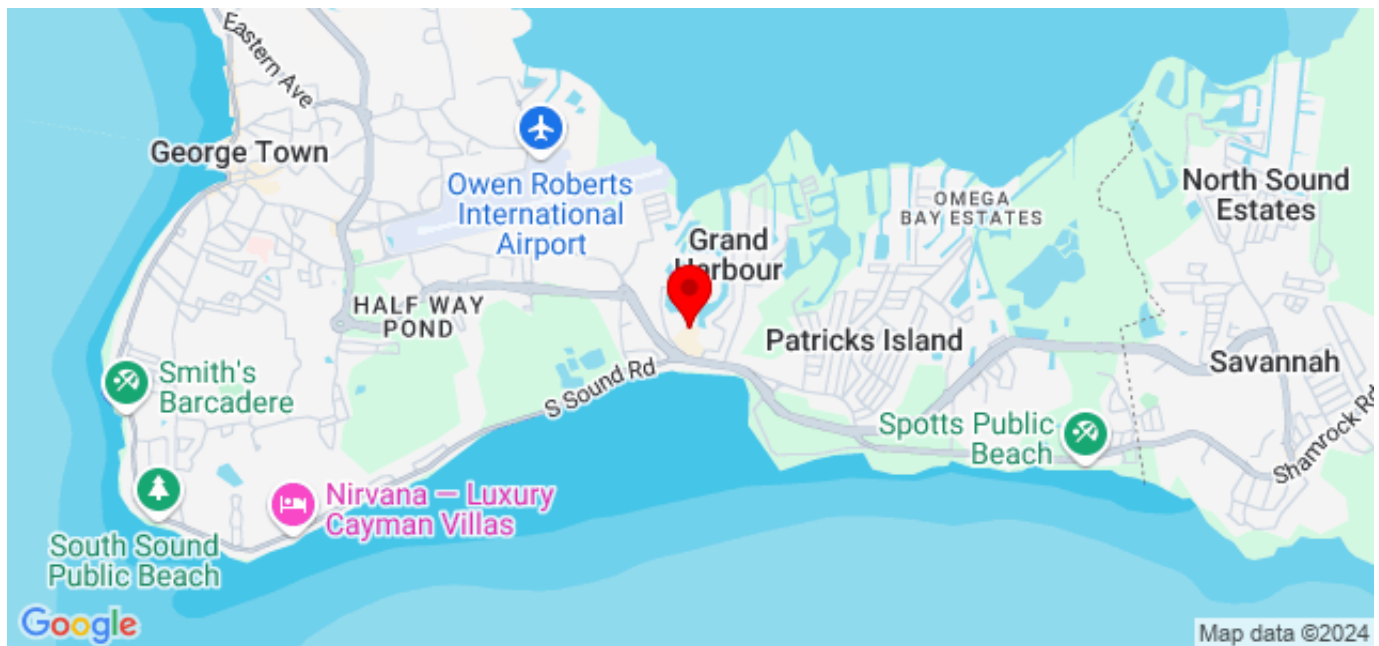 Eastern Ave
George Town
Owen Roberts
International
Airport
OMEGA
BAY ESTATES
North Sound
Estates
Grand
Harbour
HALF WAY
POND
Patricks Island
Savannah
Smith's
Barcadere
S Sound Rd
Spotts Public
Beach
Shamrock Rd
Nirvana — Luxury
Cayman Villas
South Sound
Public Beach
Google
Map data ©2024